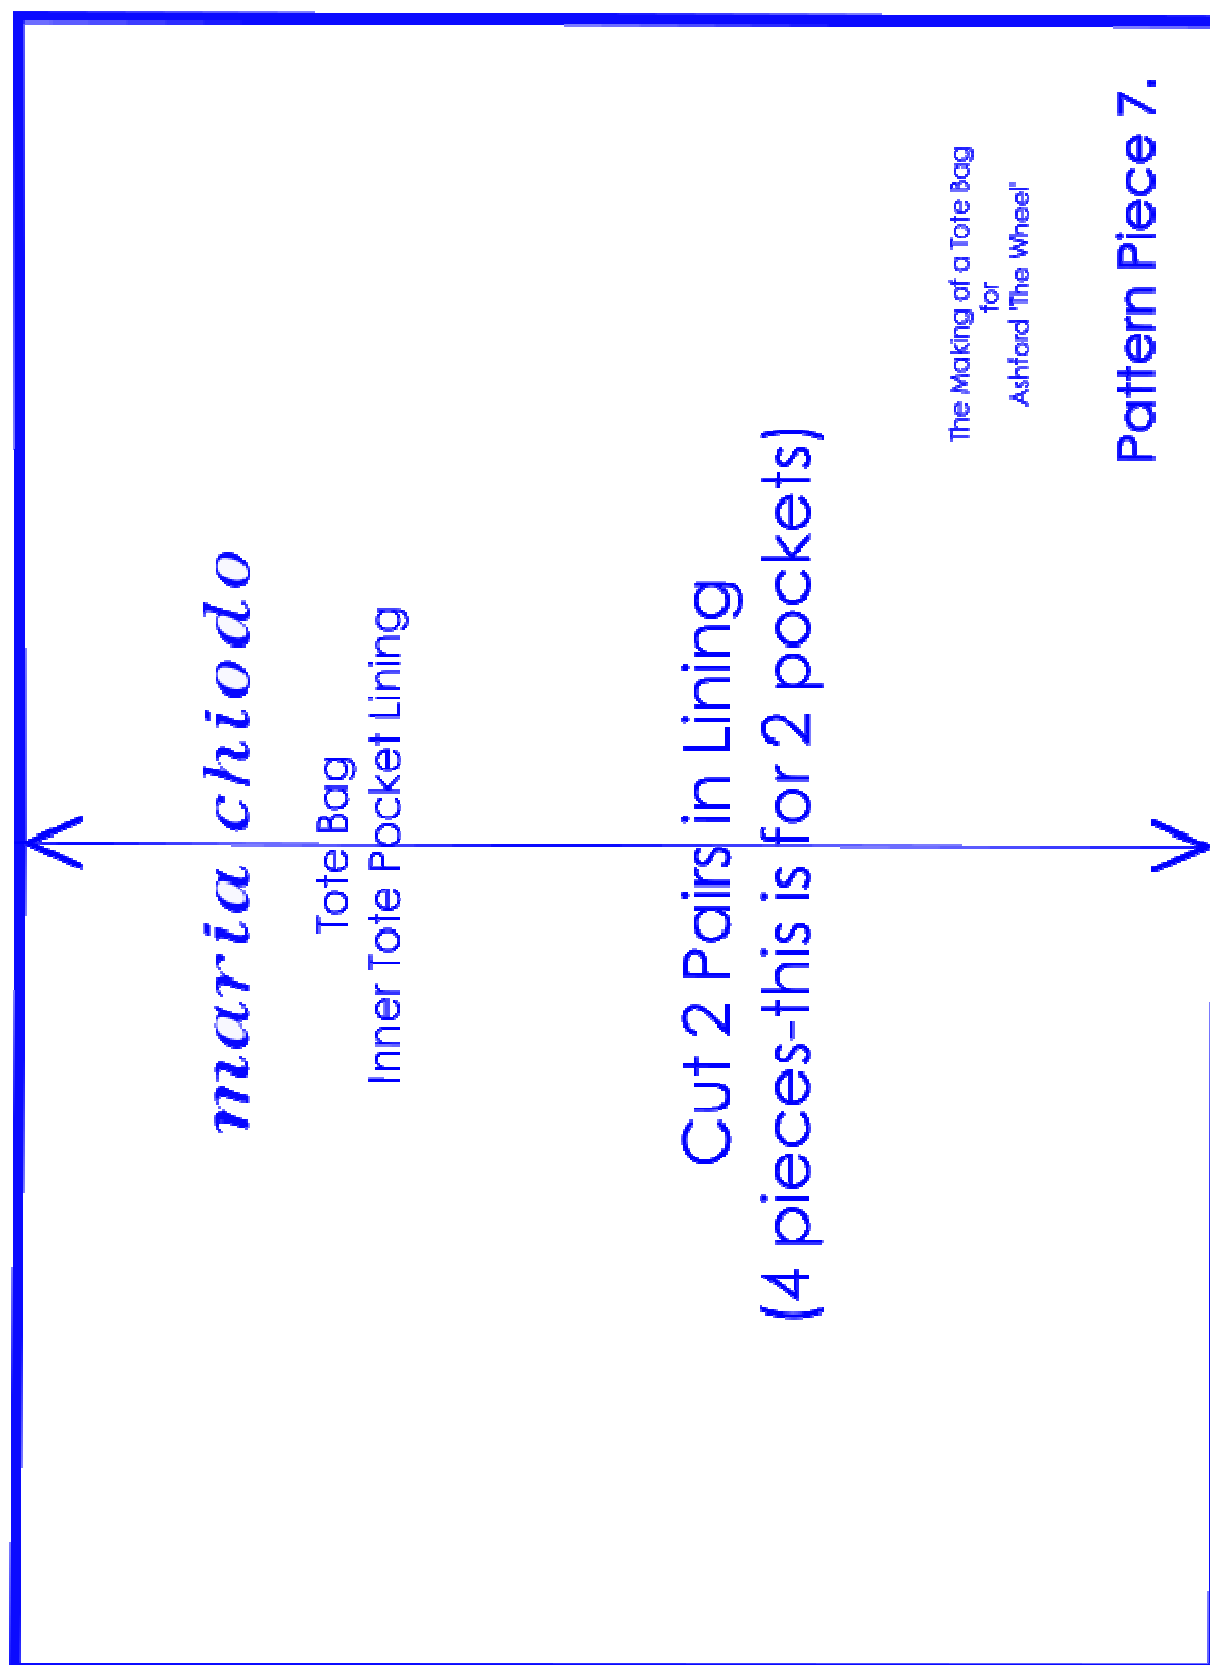 maria chiodo
Tote Bag
Inner Tote Pocket Lining
Cut 2 Pairs in Lining
(4 pieces-this is for 2 pockets)
The Making of a Tote Bag
for
Ashford 'The Wheel'
Pattern Piece 7.